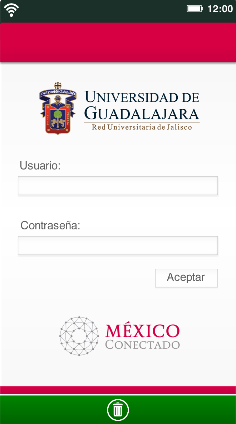 12:00
UNIVERSIDAD DE
GUADALAJARA
Red Universitaria de Jalisco
Usuario:
Contraseña:
Aceptar
MÉXICO
CONECTADO